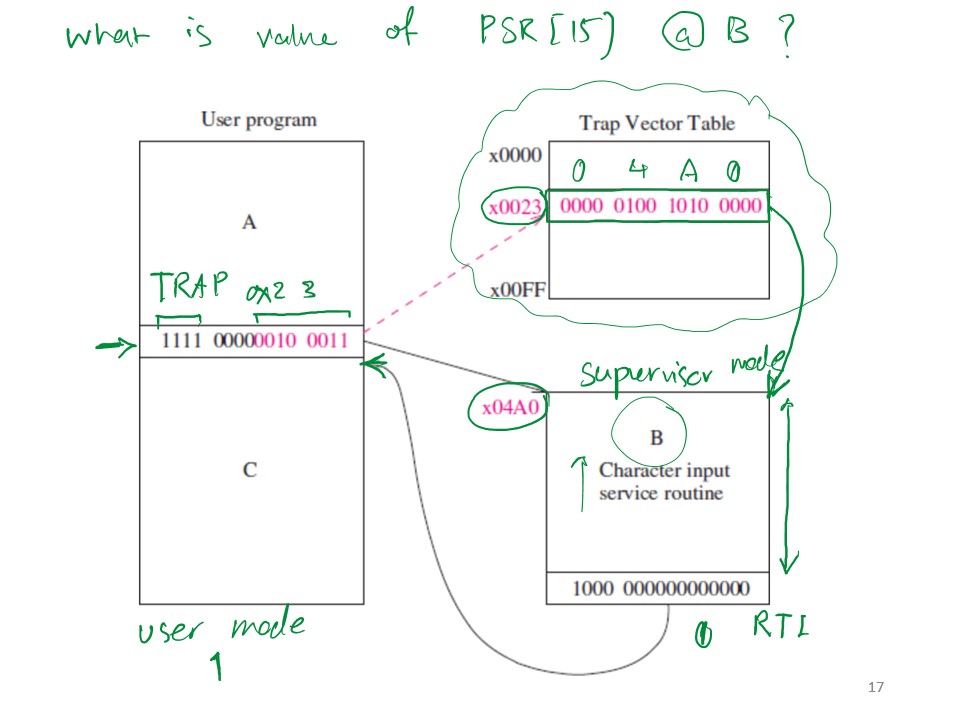 what is value of PSR[15] @ B ?
User program
A
TRAP 0x23
1111 00000010 0011
C
user mode
1
Trap Vector Table
x0000
0 4 A 0
x0023 0000 0100 1010 0000
x00FF
supervisor mode
x04A0
B
Character input
service routine
1000 000000000000
0 RTI
17